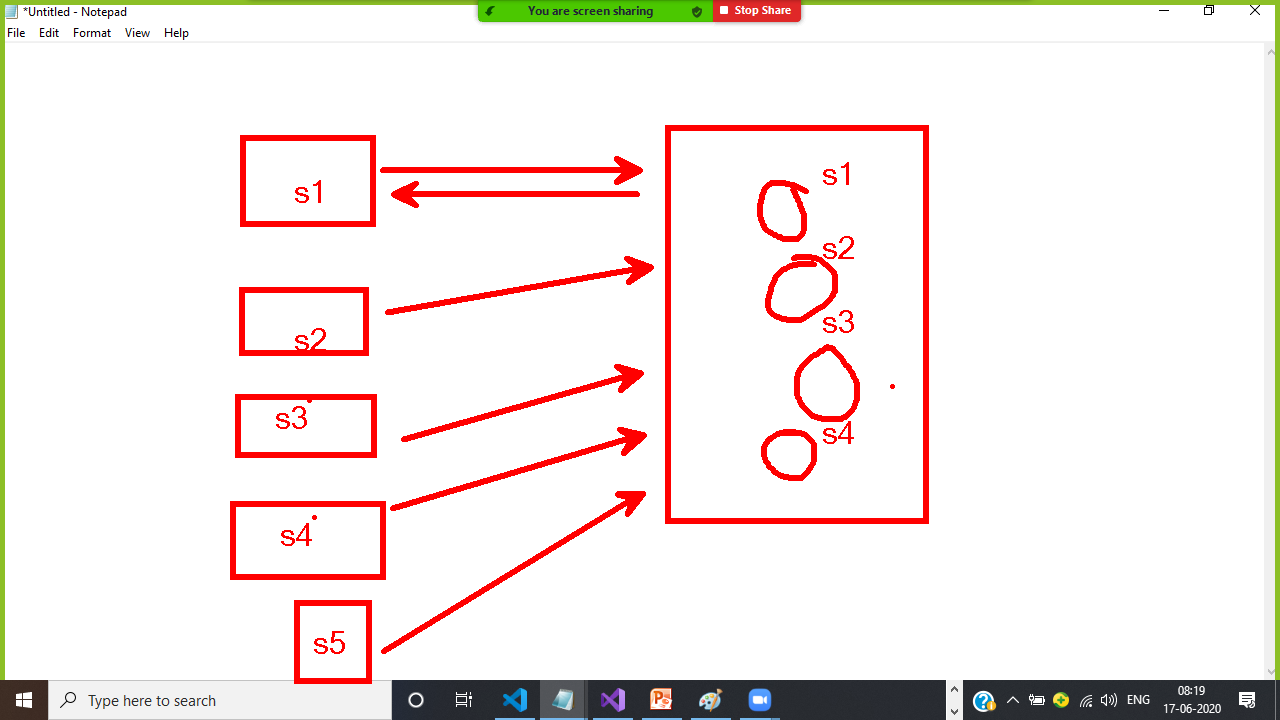 *Untitled - Notepad
You are screen sharing
Stop Share
File Edit Format View Help
s1
s2
s3
s4
s5
s1
s2
s3
s4
Type here to search
ENG
08:19
17-06-2020